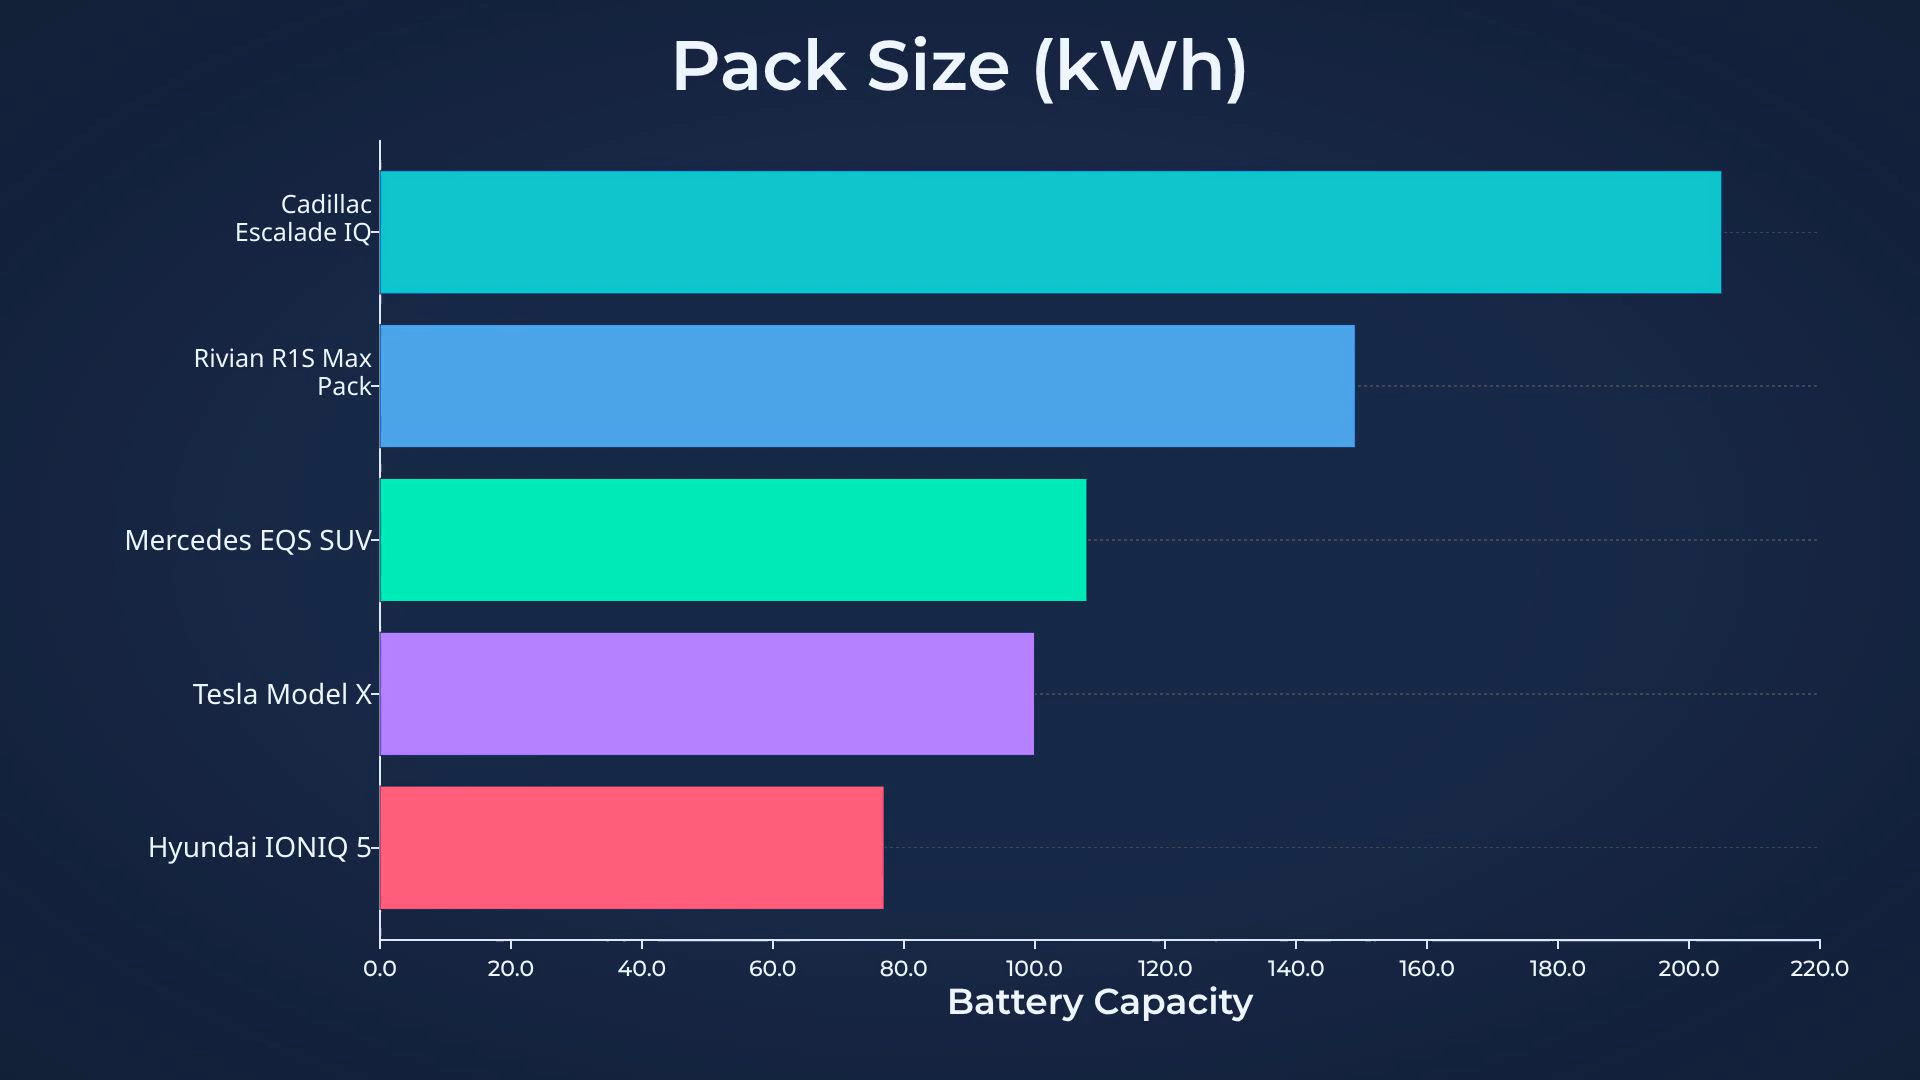 Pack Size (kWh)
Cadillac
Escalade IQ
Rivian R1S Max
Pack
Mercedes EQS SUV
Tesla Model X
Hyundai IONIQ 5
0.0 20.0 40.0 60.0 80.0 100.0 120.0 140.0 160.0 180.0 200.0 220.0
Battery Capacity